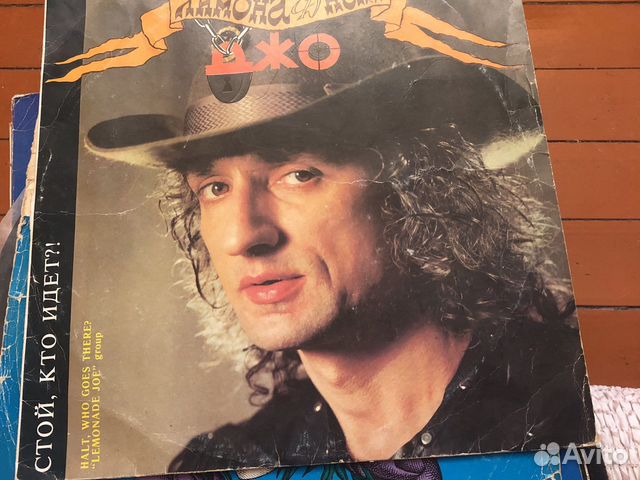 ДЖО
СТОЙ, КТО ИДЕТ?!
HALT, WHO GOES THERE?
"LEMONADE JOE" group
Avito